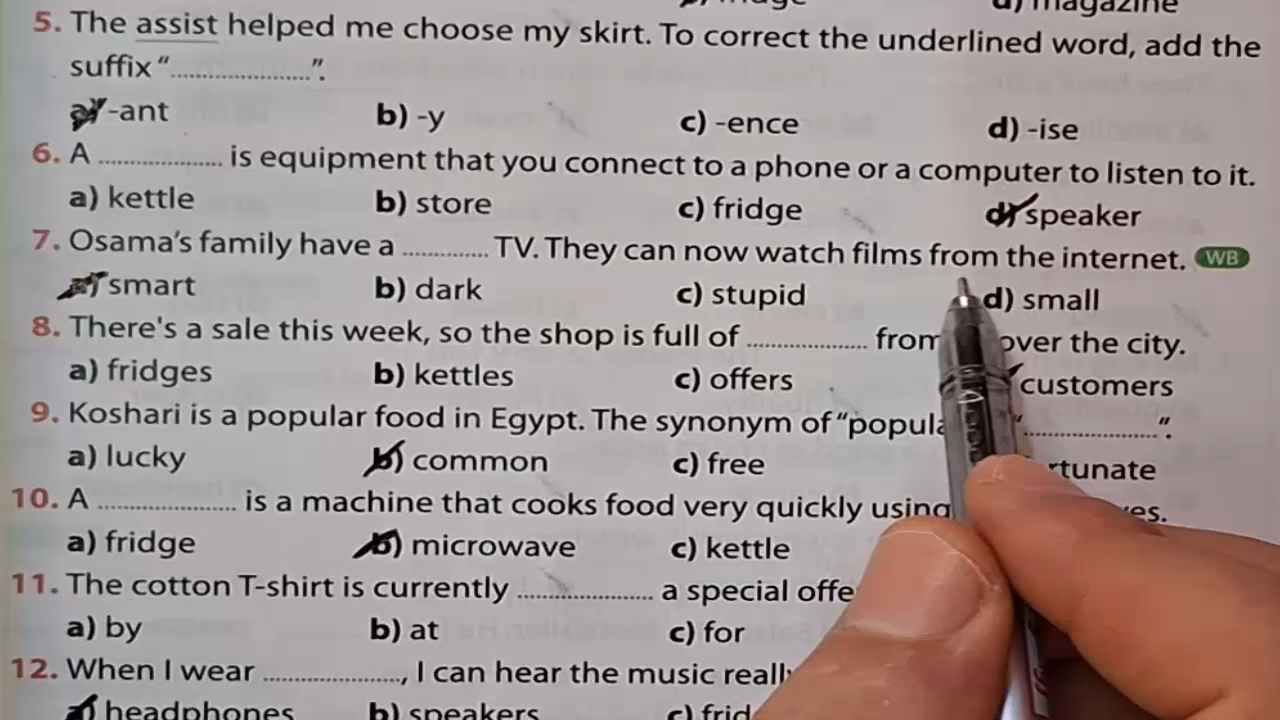 d) magazine
5. The assist helped me choose my skirt. To correct the underlined word, add the
suffix “....................”.
a) -ant b) -y c) -ence d) -ise
6. A .................... is equipment that you connect to a phone or a computer to listen to it.
a) kettle b) store c) fridge d) speaker
7. Osama's family have a .............. TV. They can now watch films from the internet. WB
a) smart b) dark c) stupid d) small
8. There's a sale this week, so the shop is full of .................... from over the city.
a) fridges b) kettles c) offers customers
9. Koshari is a popular food in Egypt. The synonym of “ “....................”.
a) lucky b) common c) free
10. A .................... is a machine that cooks food very quickly using
a) fridge b) microwave c) kettle
11. The cotton T-shirt is currently .................... a special
a) by b) at c) for
12. When I wear ...................., I can hear the music
a) headphones b) speakers c)